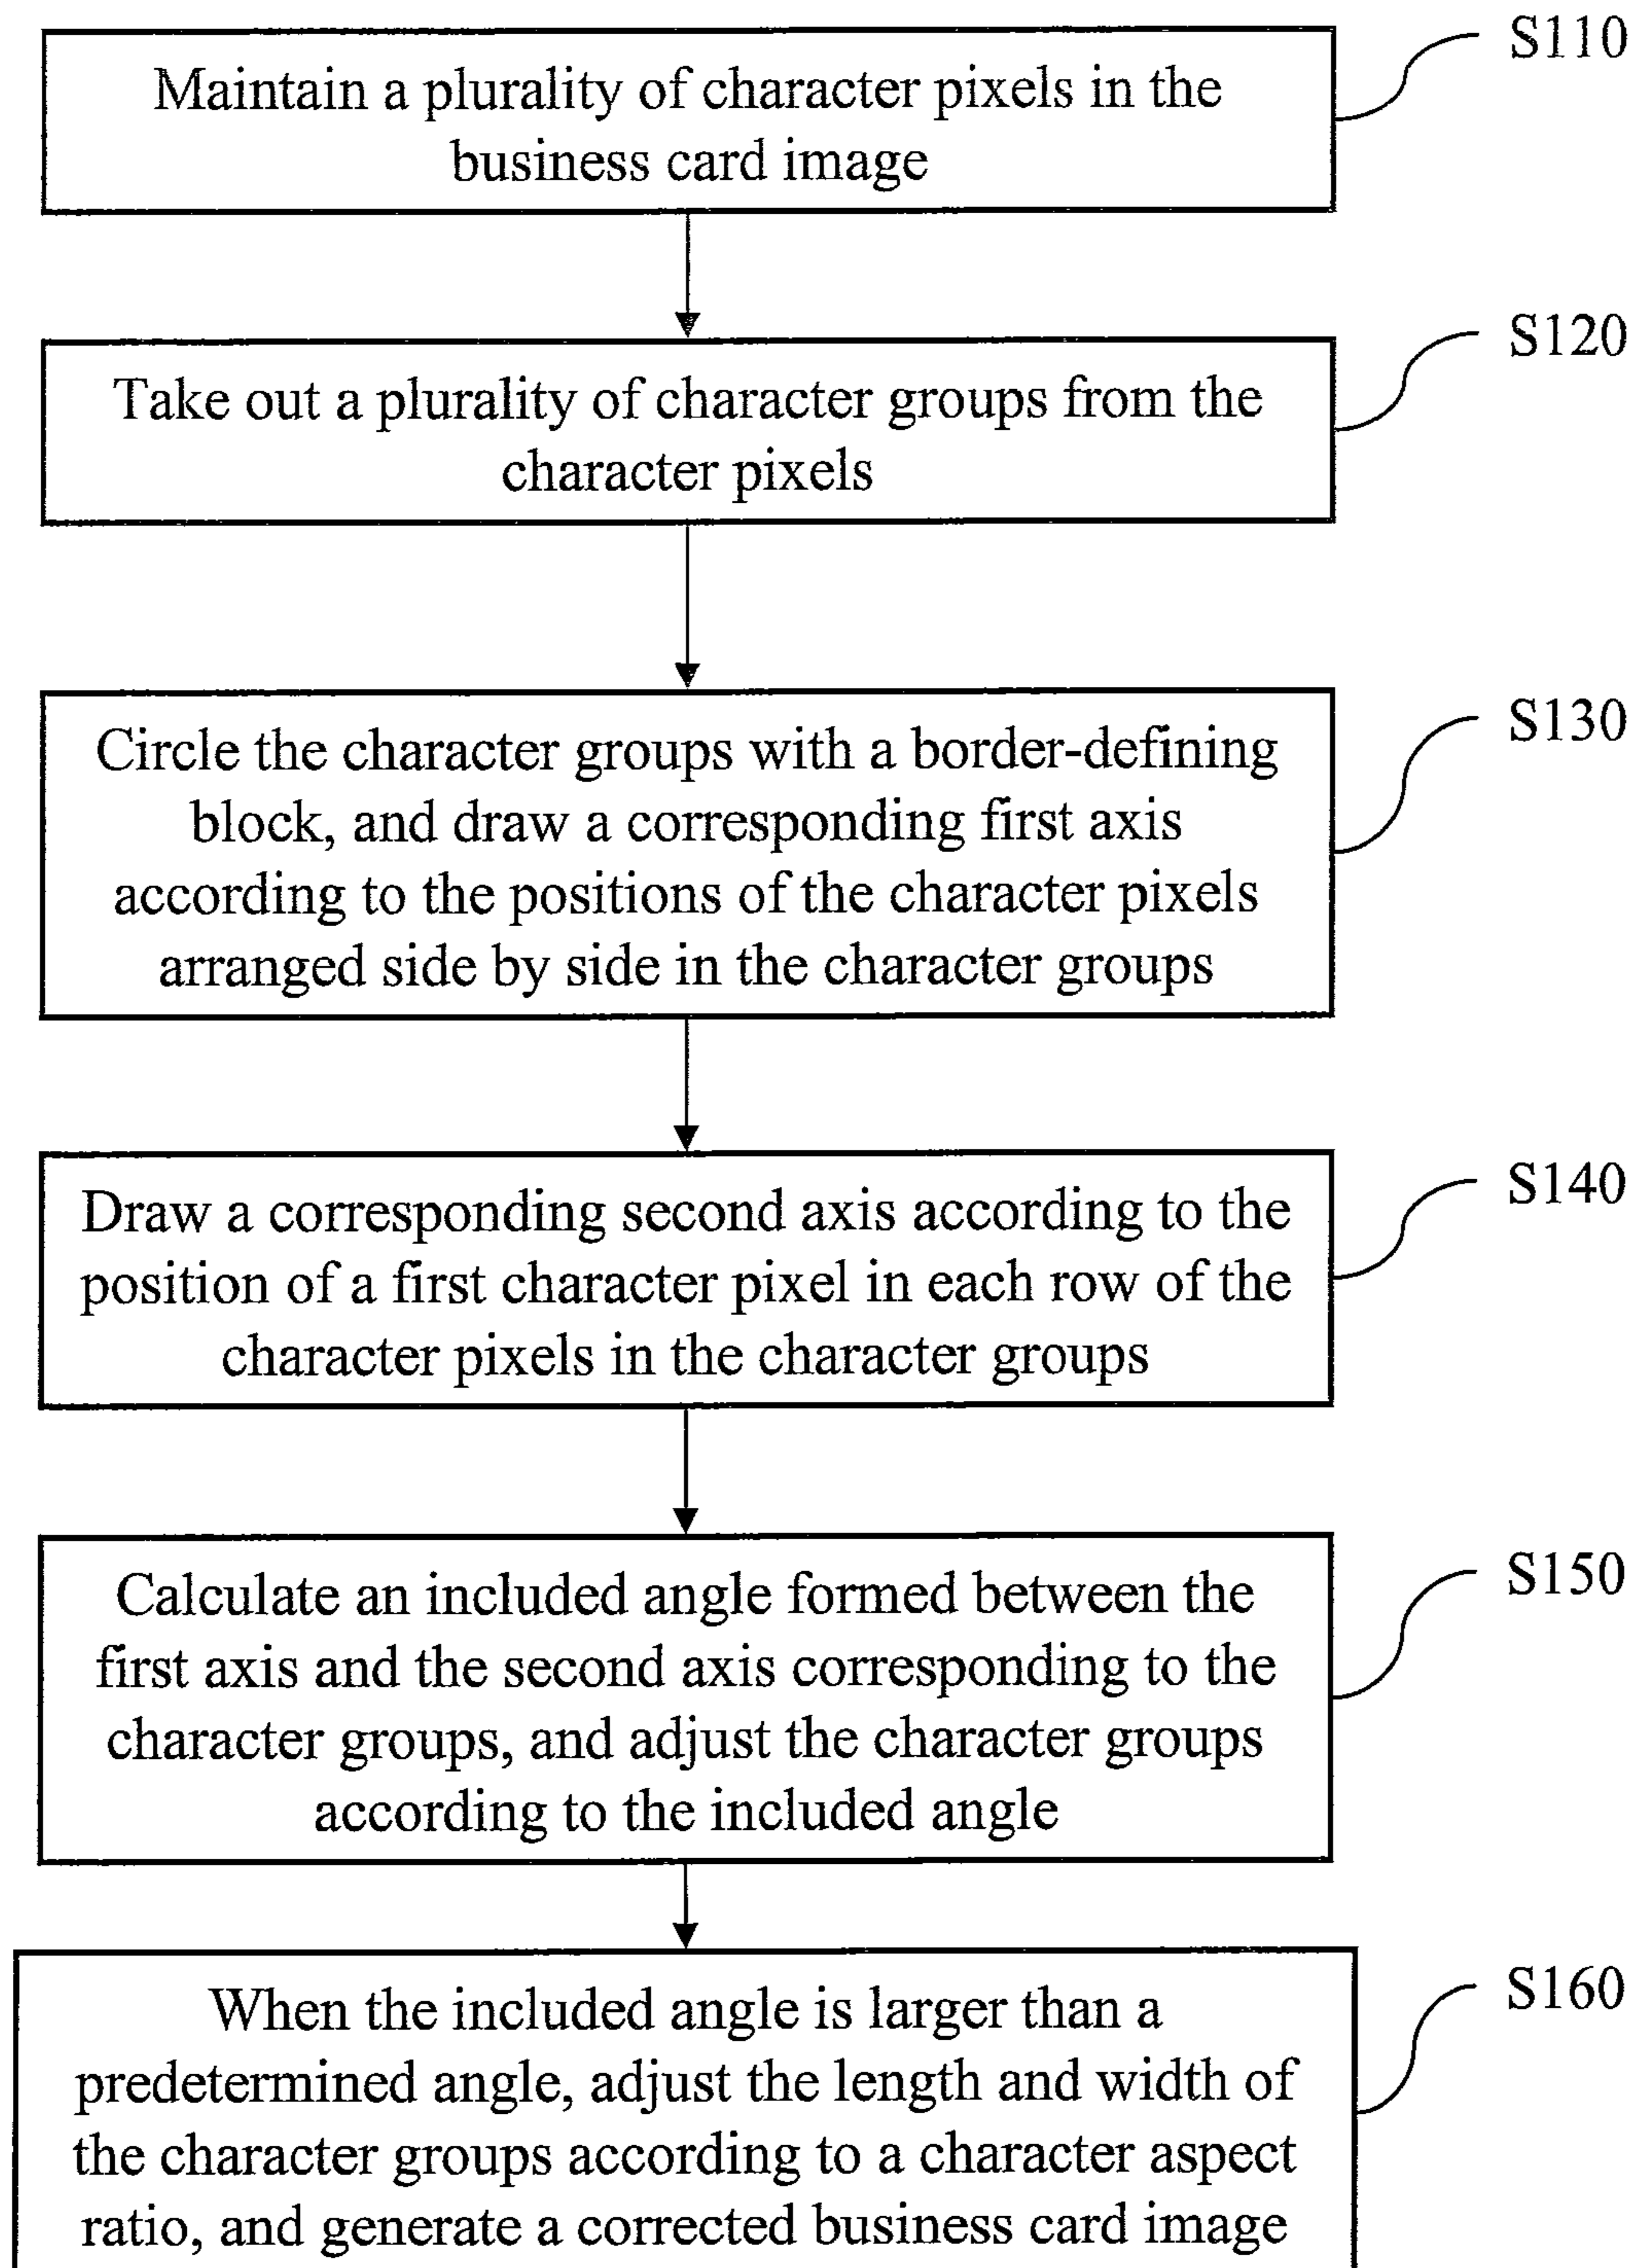 S110
Maintain a plurality of character pixels in the
business card image
S120
Take out a plurality of character groups from the
character pixels
S130
Circle the character groups with a border-defining
block, and draw a corresponding first axis
according to the positions of the character pixels
arranged side by side in the character groups
S140
Draw a corresponding second axis according to the
position of a first character pixel in each row of the
character pixels in the character groups
S150
Calculate an included angle formed between the
first axis and the second axis corresponding to the
character groups, and adjust the character groups
according to the included angle
S160
When the included angle is larger than a
predetermined angle, adjust the length and width of
the character groups according to a character aspect
ratio, and generate a corrected business card image